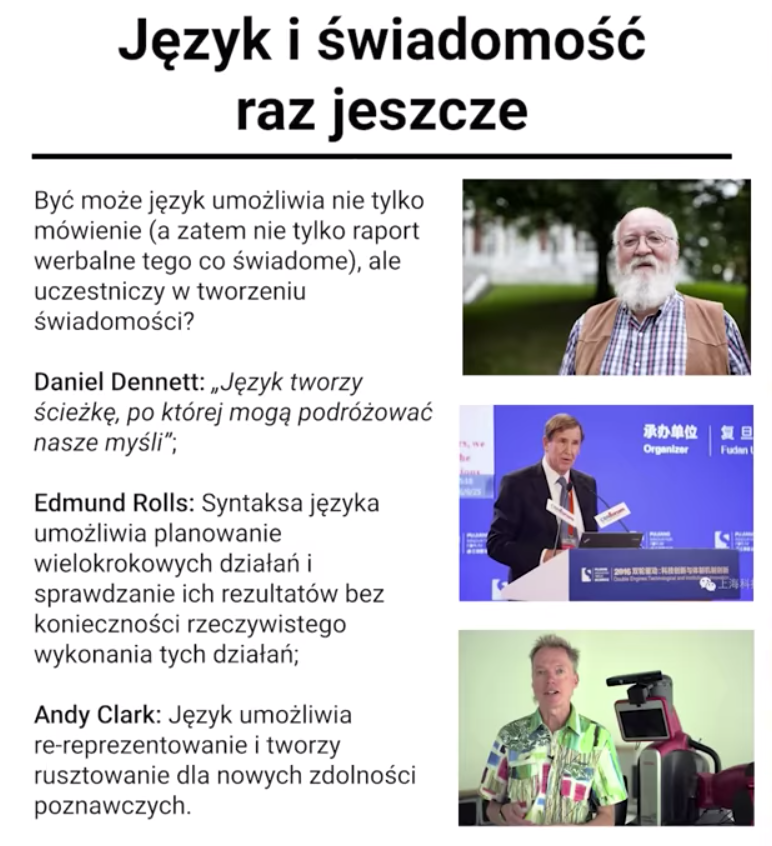 Język i świadomość
raz jeszcze
Być może język umożliwia nie tylko
mówienie (a zatem nie tylko raport
werbalne tego co świadome), ale
uczestniczy w tworzeniu
świadomości?
Daniel Dennett: „Język tworzy
ścieżkę, po której mogą podróżować
nasze myśli”;
Edmund Rolls: Syntaksa języka
umożliwia planowanie
wielokrokowych działań i
sprawdzanie ich rezultatów bez
konieczności rzeczywistego
wykonania tych działań;
Andy Clark: Język umożliwia
re-reprezentowanie i tworzy
rusztowanie dla nowych zdolności
poznawczych.
rs, we
承办单位
Organizer
复旦
Fudan
2016
上海科